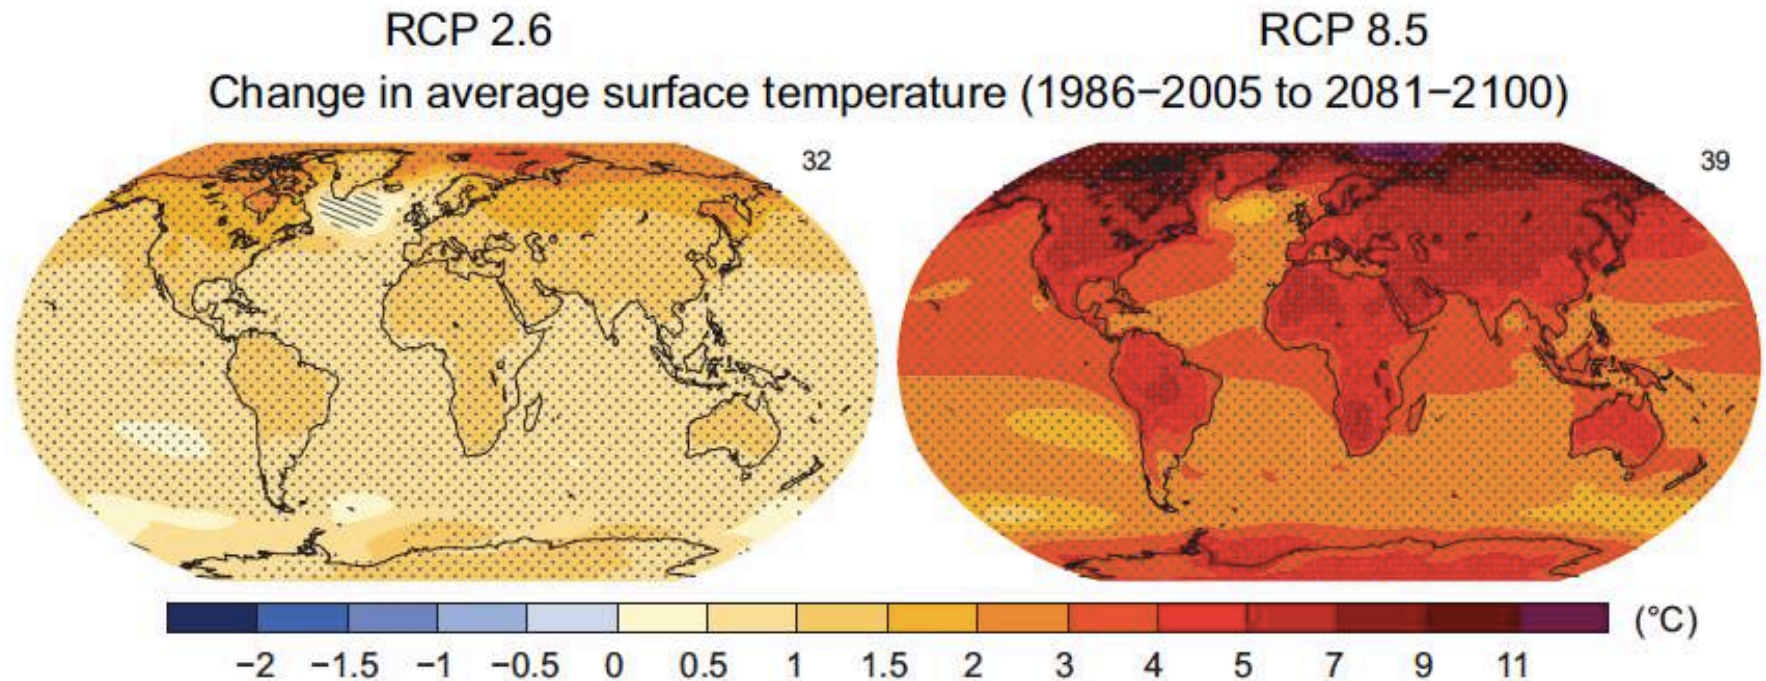 RCP 2.6 RCP 8.5
Change in average surface temperature (1986−2005 to 2081−2100)
32 39
(°C)
−2 −1.5 −1 −0.5 0 0.5 1 1.5 2 3 4 5 7 9 11